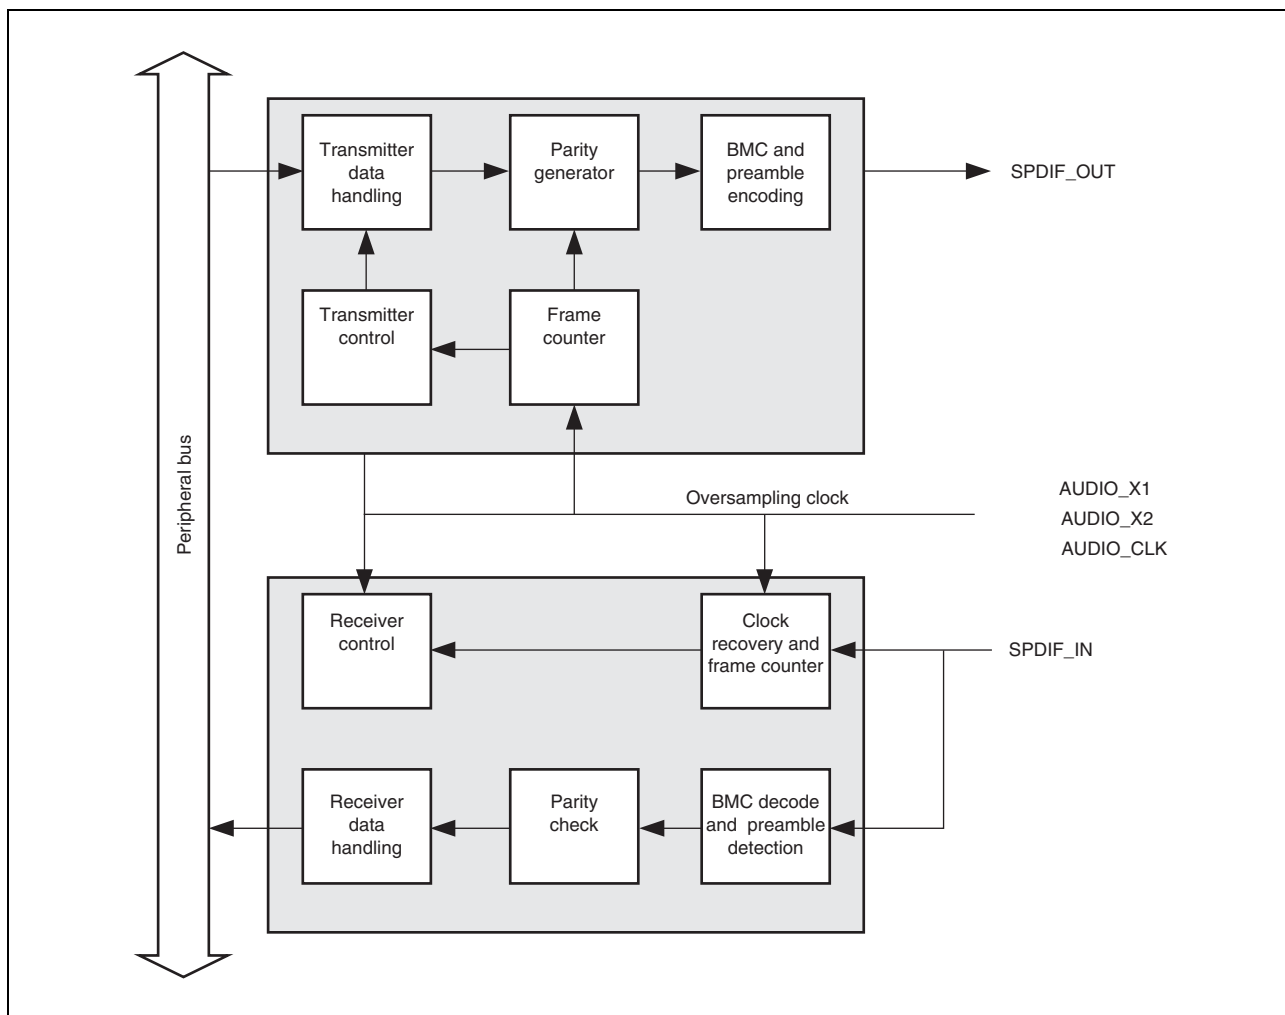 Transmitter
data
handling
Parity
generator
BMC and
preamble
encoding
SPDIF_OUT
Transmitter
control
Frame
counter
Peripheral bus
Oversampling clock
AUDIO_X1
AUDIO_X2
AUDIO_CLK
Receiver
control
Clock
recovery and
frame counter
SPDIF_IN
Receiver
data
handling
Parity
check
BMC decode
and preamble
detection